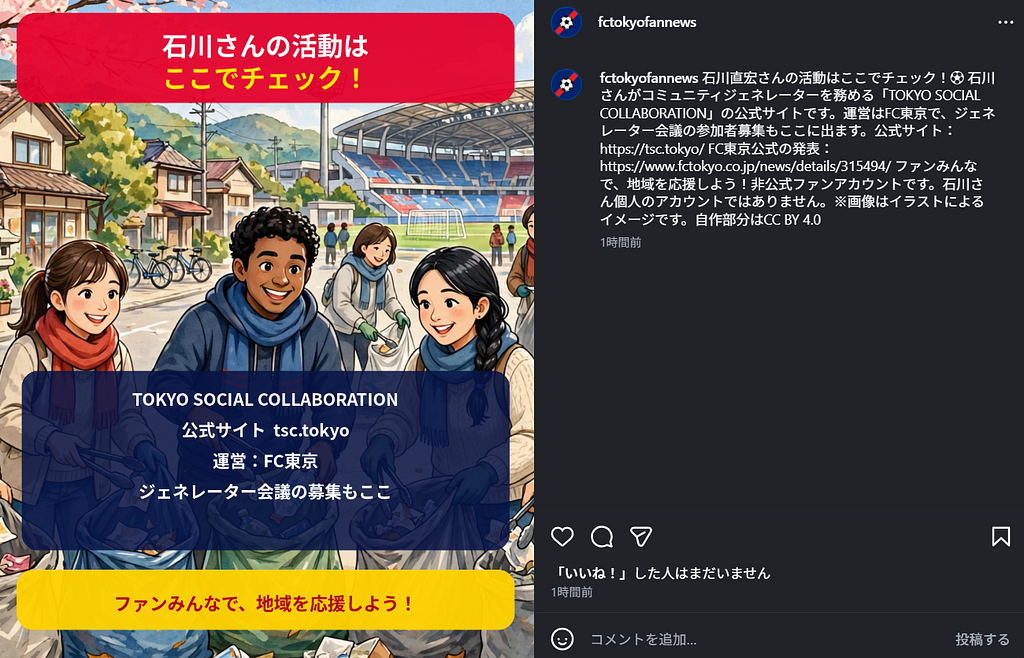 石川さんの活動は
ここでチェック！
TOKYO SOCIAL COLLABORATION
公式サイト tsc.tokyo
運営：FC東京
ジェネレーター会議の募集もここ
ファンみんなで、地域を応援しよう！
fctokyofannews
fctokyofannews 石川直宏さんの活動はここでチェック！⚽ 石川
さんがコミュニティジェネレーターを務める「TOKYO SOCIAL
COLLABORATION」の公式サイトです。運営はFC東京で、ジェネ
レーター会議の参加者募集もここに出ます。公式サイト：
https://tsc.tokyo/ FC東京公式の発表：
https://www.fctokyo.co.jp/news/details/315494/ ファンみんな
で、地域を応援しよう！非公式ファンアカウントです。石川さ
ん個人のアカウントではありません。※画像はイラストによる
イメージです。自作部分はCC BY 4.0
1時間前
「いいね！」した人はまだいません
1時間前
コメントを追加...
投稿する